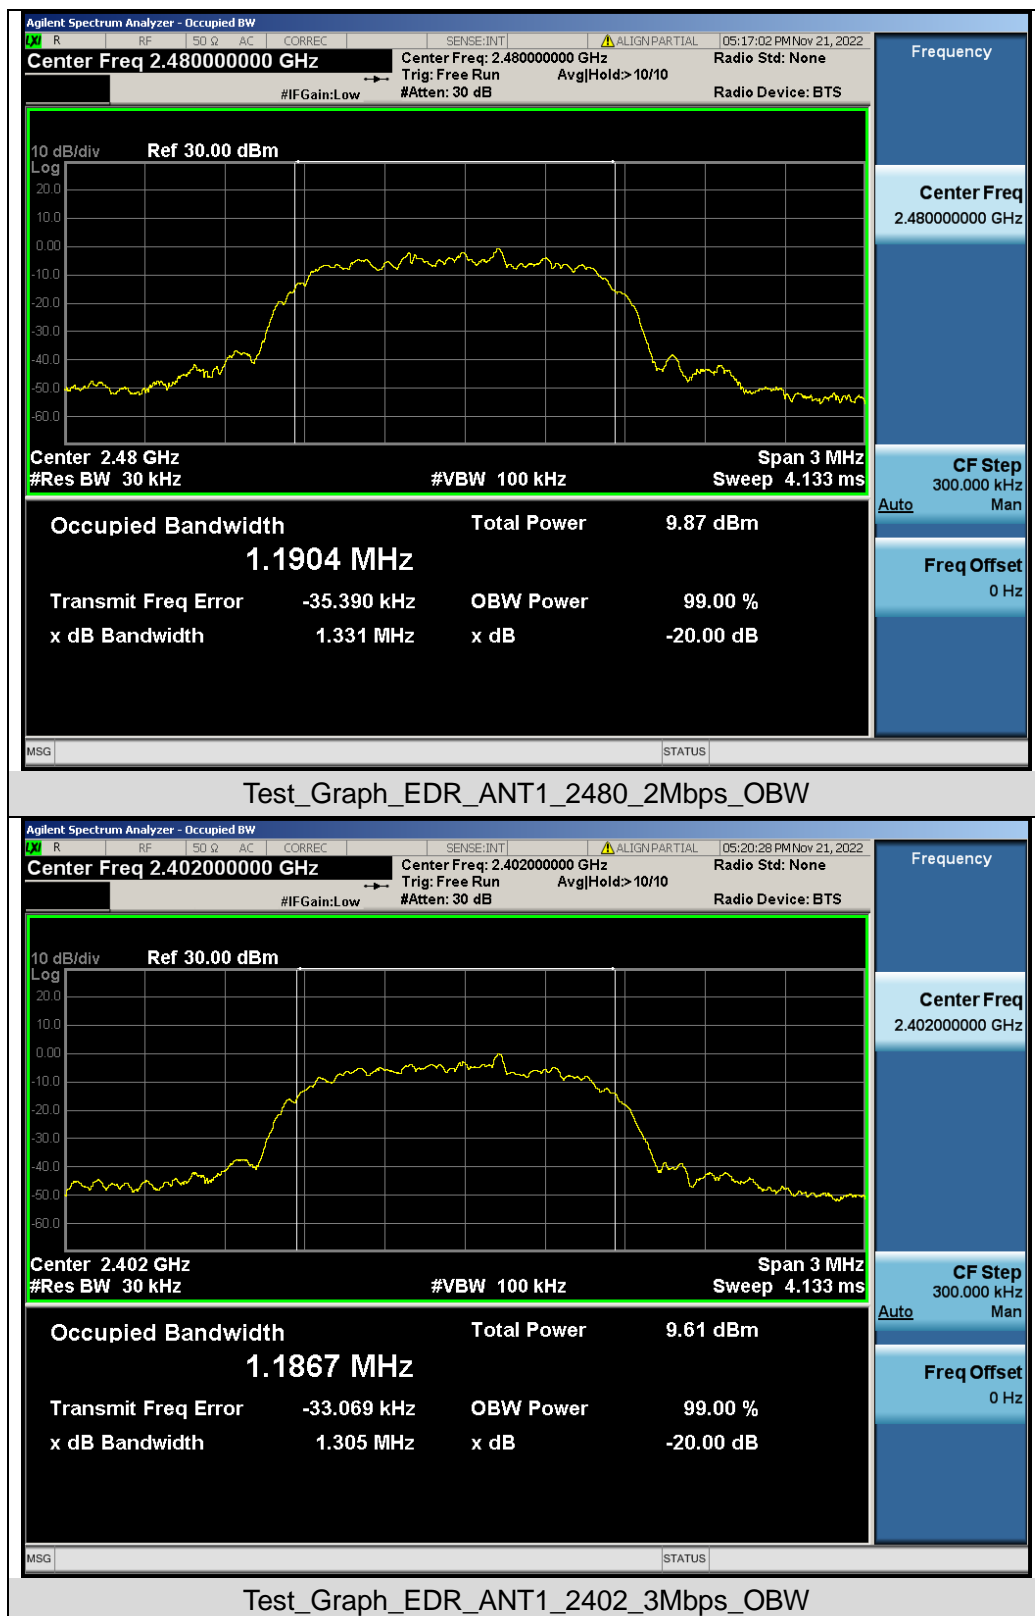 Agilent Spectrum Analyzer - Occupied BW
LXI R RF 50 Ω AC CORREC SENSE:INT ALIGN PARTIAL 05:17:02 PM Nov 21, 2022
Center Freq 2.480000000 GHz
Center Freq: 2.480000000 GHz Radio Std: None
Trig: Free Run Avg|Hold:> 10/10
#IFGain:Low #Atten: 30 dB Radio Device: BTS
Frequency
10 dB/div Ref 30.00 dBm
Log
20.0
10.0
0.00
-10.0
-20.0
-30.0
-40.0
-50.0
-60.0
Center 2.48 GHz Span 3 MHz
#Res BW 30 kHz #VBW 100 kHz Sweep 4.133 ms
Center Freq
2.480000000 GHz
CF Step
300.000 kHz
Auto Man
Freq Offset
0 Hz
Occupied Bandwidth Total Power 9.87 dBm
1.1904 MHz
Transmit Freq Error -35.390 kHz OBW Power 99.00 %
x dB Bandwidth 1.331 MHz x dB -20.00 dB
MSG STATUS
Test_Graph_EDR_ANT1_2480_2Mbps_OBW
Agilent Spectrum Analyzer - Occupied BW
LXI R RF 50 Ω AC CORREC SENSE:INT ALIGN PARTIAL 05:20:28 PM Nov 21, 2022
Center Freq 2.402000000 GHz
Center Freq: 2.402000000 GHz Radio Std: None
Trig: Free Run Avg|Hold:> 10/10
#IFGain:Low #Atten: 30 dB Radio Device: BTS
Frequency
10 dB/div Ref 30.00 dBm
Log
20.0
10.0
0.00
-10.0
-20.0
-30.0
-40.0
-50.0
-60.0
Center 2.402 GHz Span 3 MHz
#Res BW 30 kHz #VBW 100 kHz Sweep 4.133 ms
Center Freq
2.402000000 GHz
CF Step
300.000 kHz
Auto Man
Freq Offset
0 Hz
Occupied Bandwidth Total Power 9.61 dBm
1.1867 MHz
Transmit Freq Error -33.069 kHz OBW Power 99.00 %
x dB Bandwidth 1.305 MHz x dB -20.00 dB
MSG STATUS
Test_Graph_EDR_ANT1_2402_3Mbps_OBW